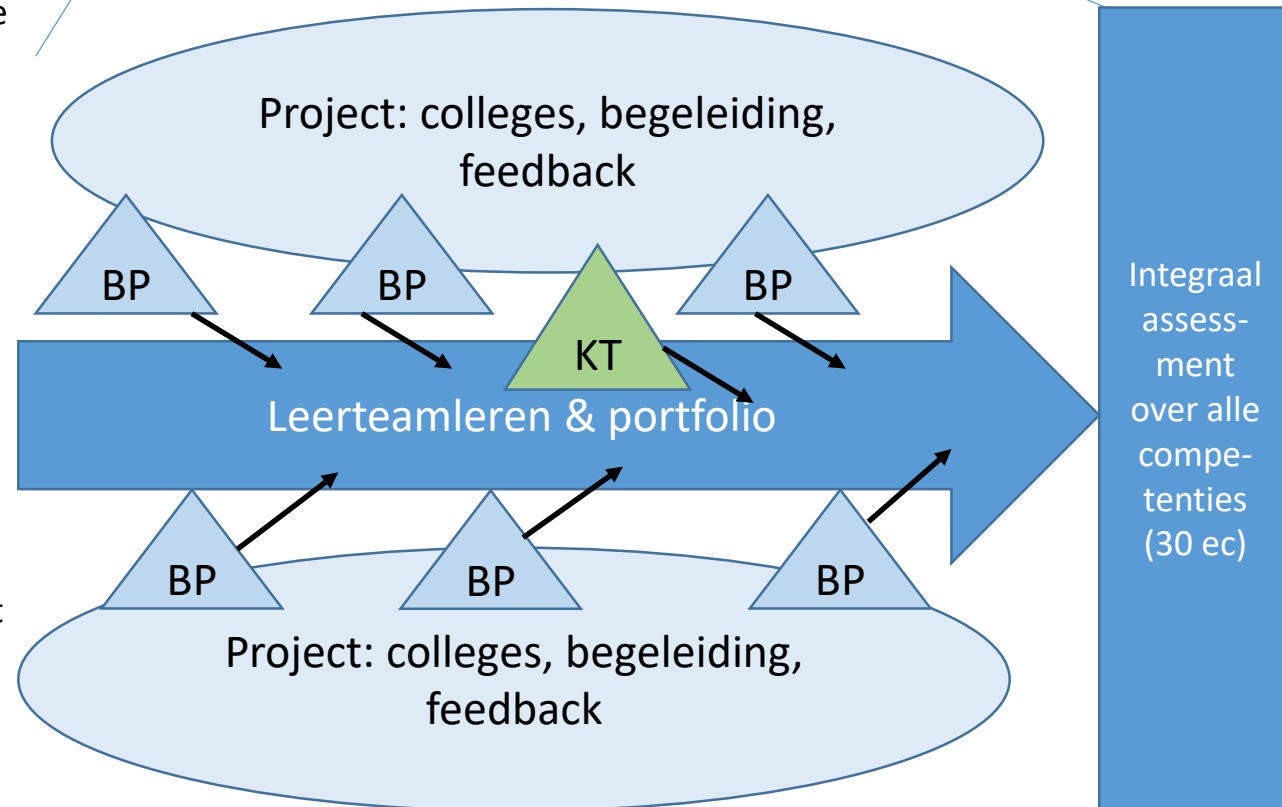 e
Project: colleges, begeleiding,
feedback
BP
BP
BP
KT
Leerteamleren & portfolio
BP
BP
BP
t
Project: colleges, begeleiding,
feedback
Integraal
assess-
ment
over alle
compe-
tenties
(30 ec)